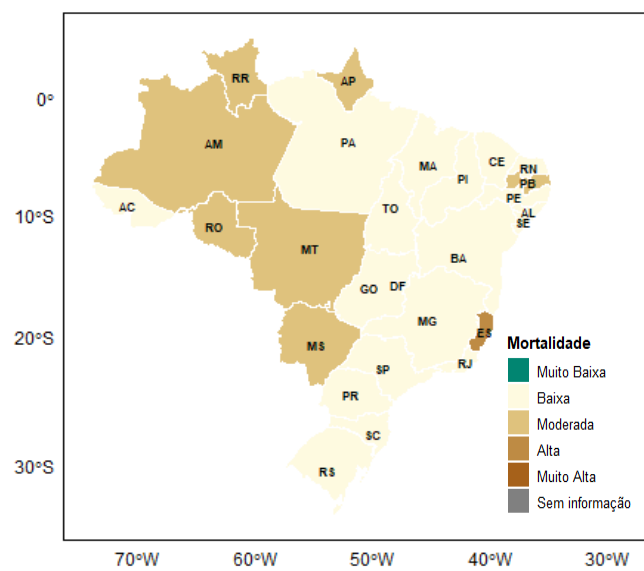 RR
AP
0°
AM
PA
MA
CE
RN
PI
PB
PE
AC
TO
AL
10°S
SE
RO
MT
BA
GO
DF
MG
ES
20°S
MS
Mortalidade
SP
RJ
Muito Baixa
PR
Baixa
Moderada
SC
Alta
30°S
RS
Muito Alta
Sem informação
70°W 60°W 50°W 40°W 30°W